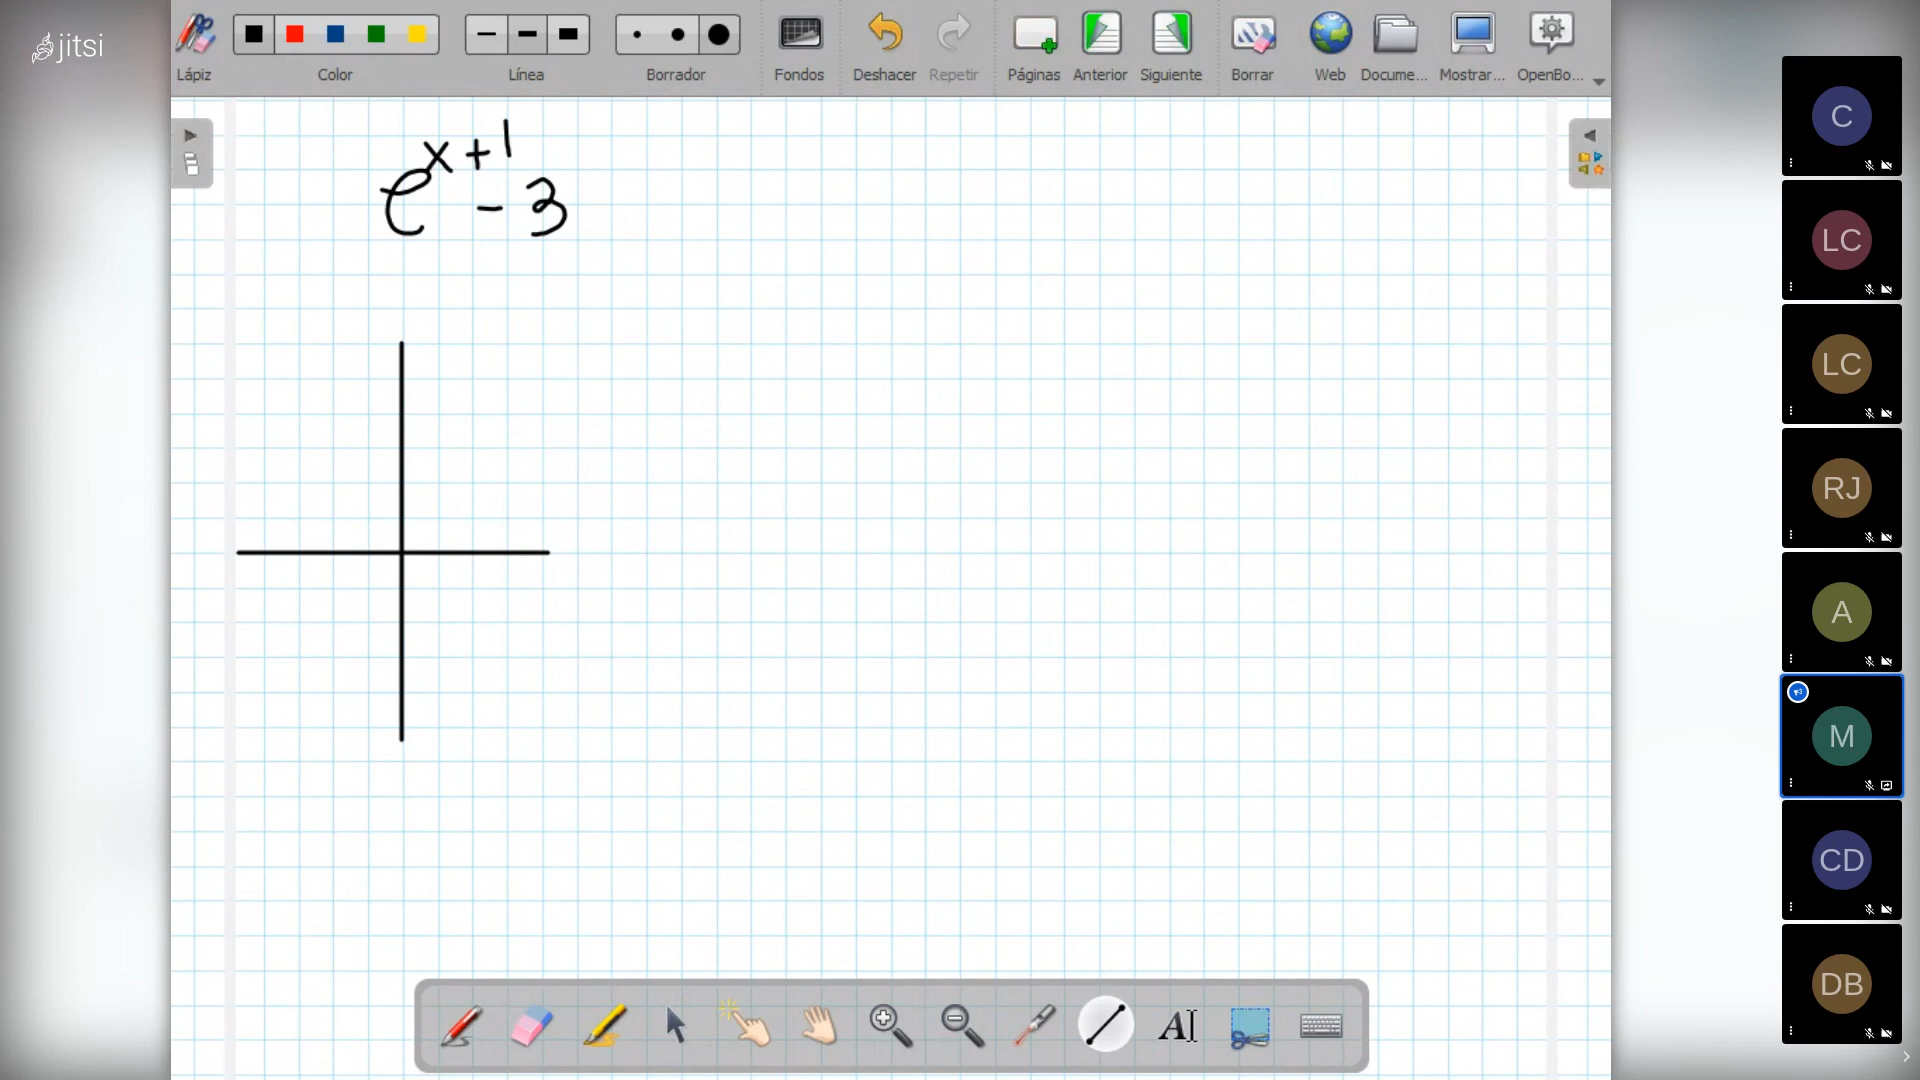 jitsi
Lápiz
Color
Línea
Borrador
Fondos
Deshacer
Repetir
Páginas
Anterior
Siguiente
Borrar
Web
Docume...
Mostrar...
OpenBo...
e^{x+1} - 3
C
LC
LC
RJ
A
M
CD
DB
AI